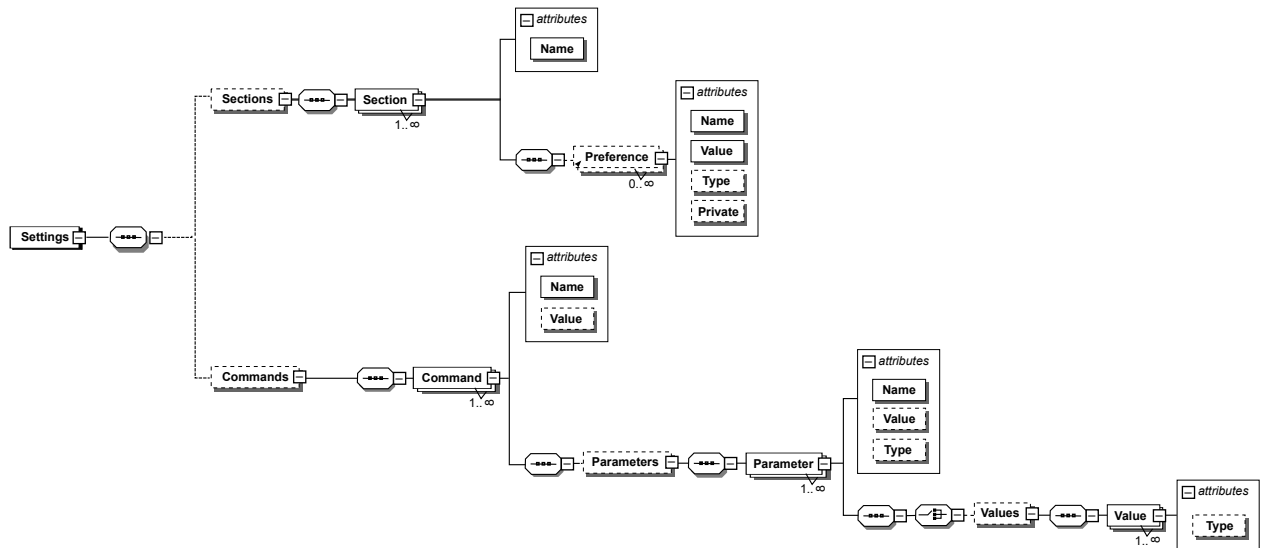 attributes
Name
Sections
Section
1..∞
attributes
Name
Value
Type
Private
Preference
0..∞
Settings
attributes
Name
Value
Commands
Command
1..∞
attributes
Name
Value
Type
Parameters
Parameter
1..∞
attributes
Type
Values
Value
1..∞